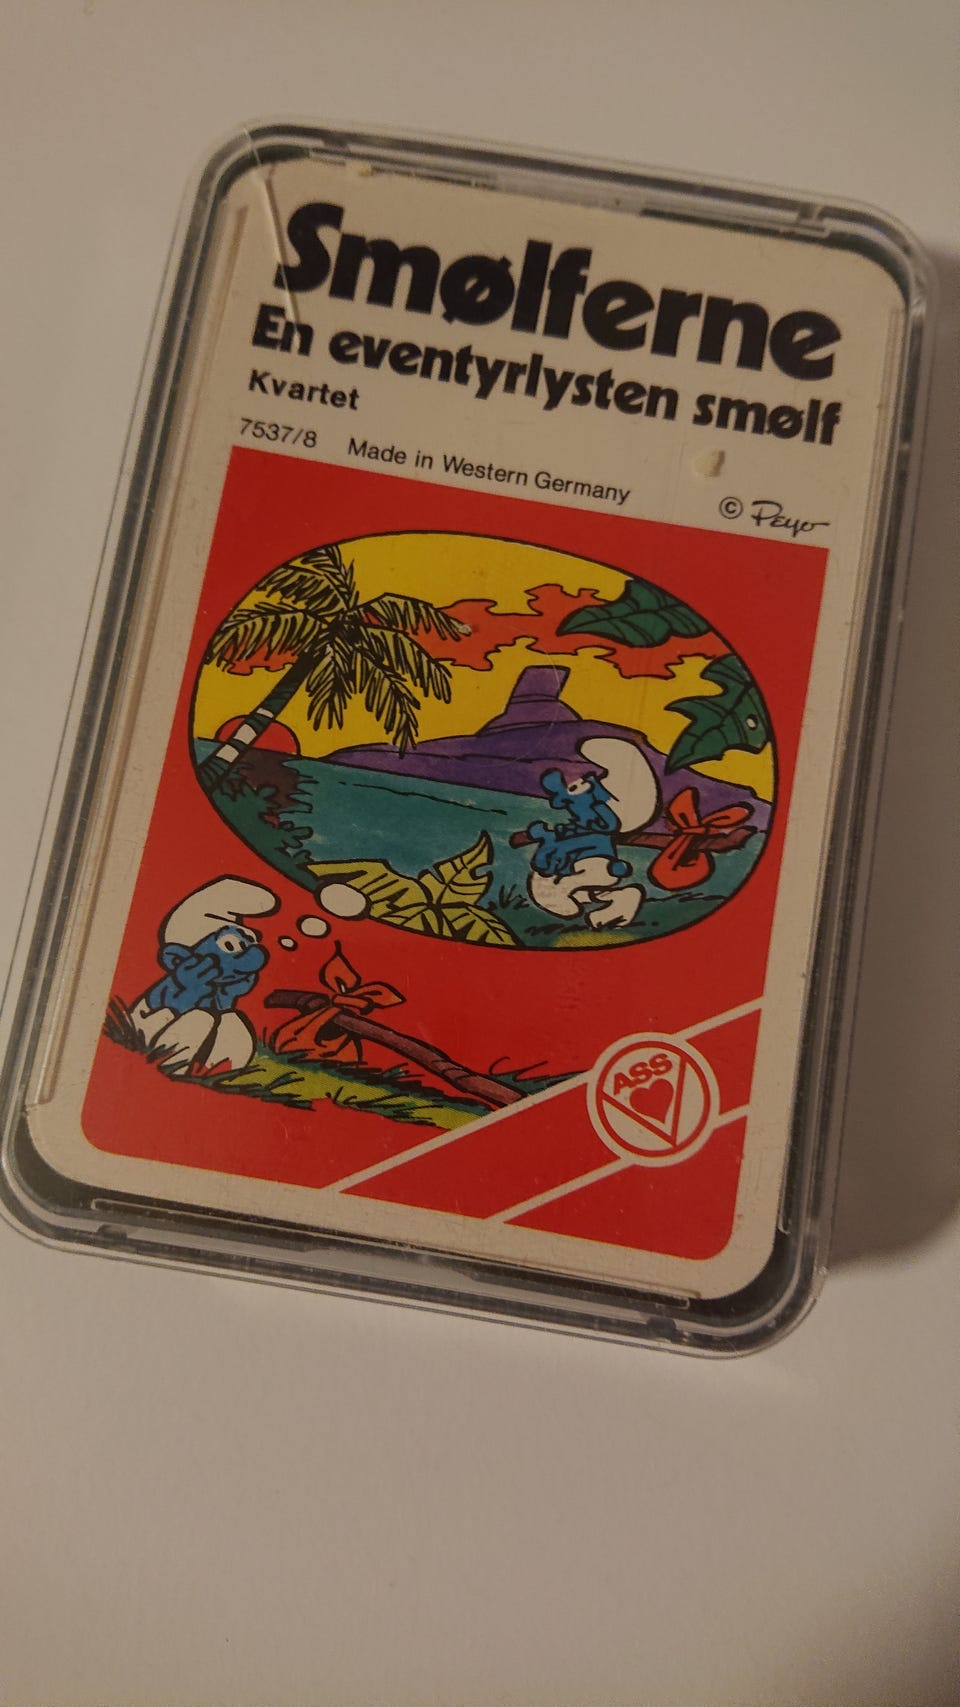 Smølferne
En eventyrlysten smølf
Kvartet
7537/8 Made in Western Germany
© Peyo
ASS